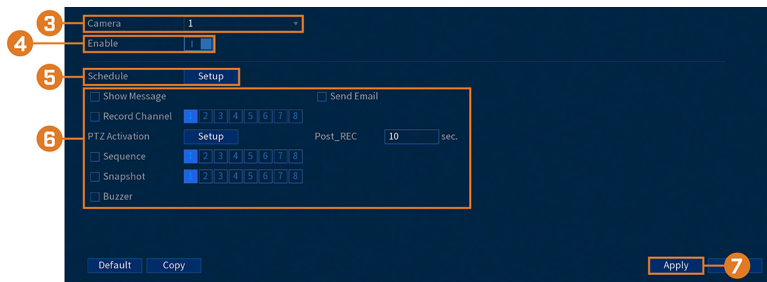 3 Camera 1
4 Enable
5 Schedule Setup
Show Message Send Email
Record Channel 1 2 3 4 5 6 7 8
6 PTZ Activation Setup Post_REC 10 sec.
Sequence 1 2 3 4 5 6 7 8
Snapshot 1 2 3 4 5 6 7 8
Buzzer
Default Copy Apply 7